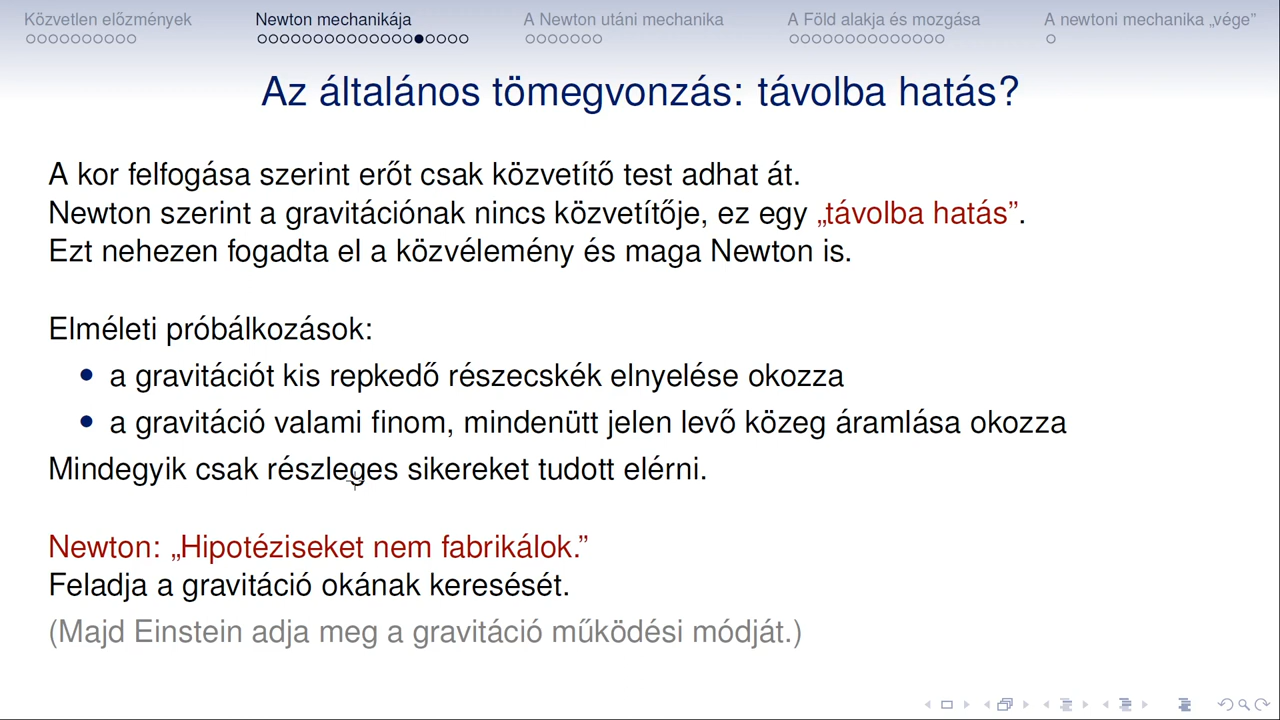 Közvetlen előzmények
Newton mechanikája
A Newton utáni mechanika
A Föld alakja és mozgása
A newtoni mechanika „vége”
Az általános tömegvonzás: távolba hatás?
A kor felfogása szerint erőt csak közvetítő test adhat át.
Newton szerint a gravitációnak nincs közvetítője, ez egy „távolba hatás”.
Ezt nehezen fogadta el a közvélemény és maga Newton is.
Elméleti próbálkozások:
• a gravitációt kis repkedő részecskék elnyelése okozza
• a gravitáció valami finom, mindenütt jelen levő közeg áramlása okozza
Mindegyik csak részleges sikereket tudott elérni.
Newton: „Hipotéziseket nem fabrikálok.”
Feladja a gravitáció okának keresését.
(Majd Einstein adja meg a gravitáció működési módját.)